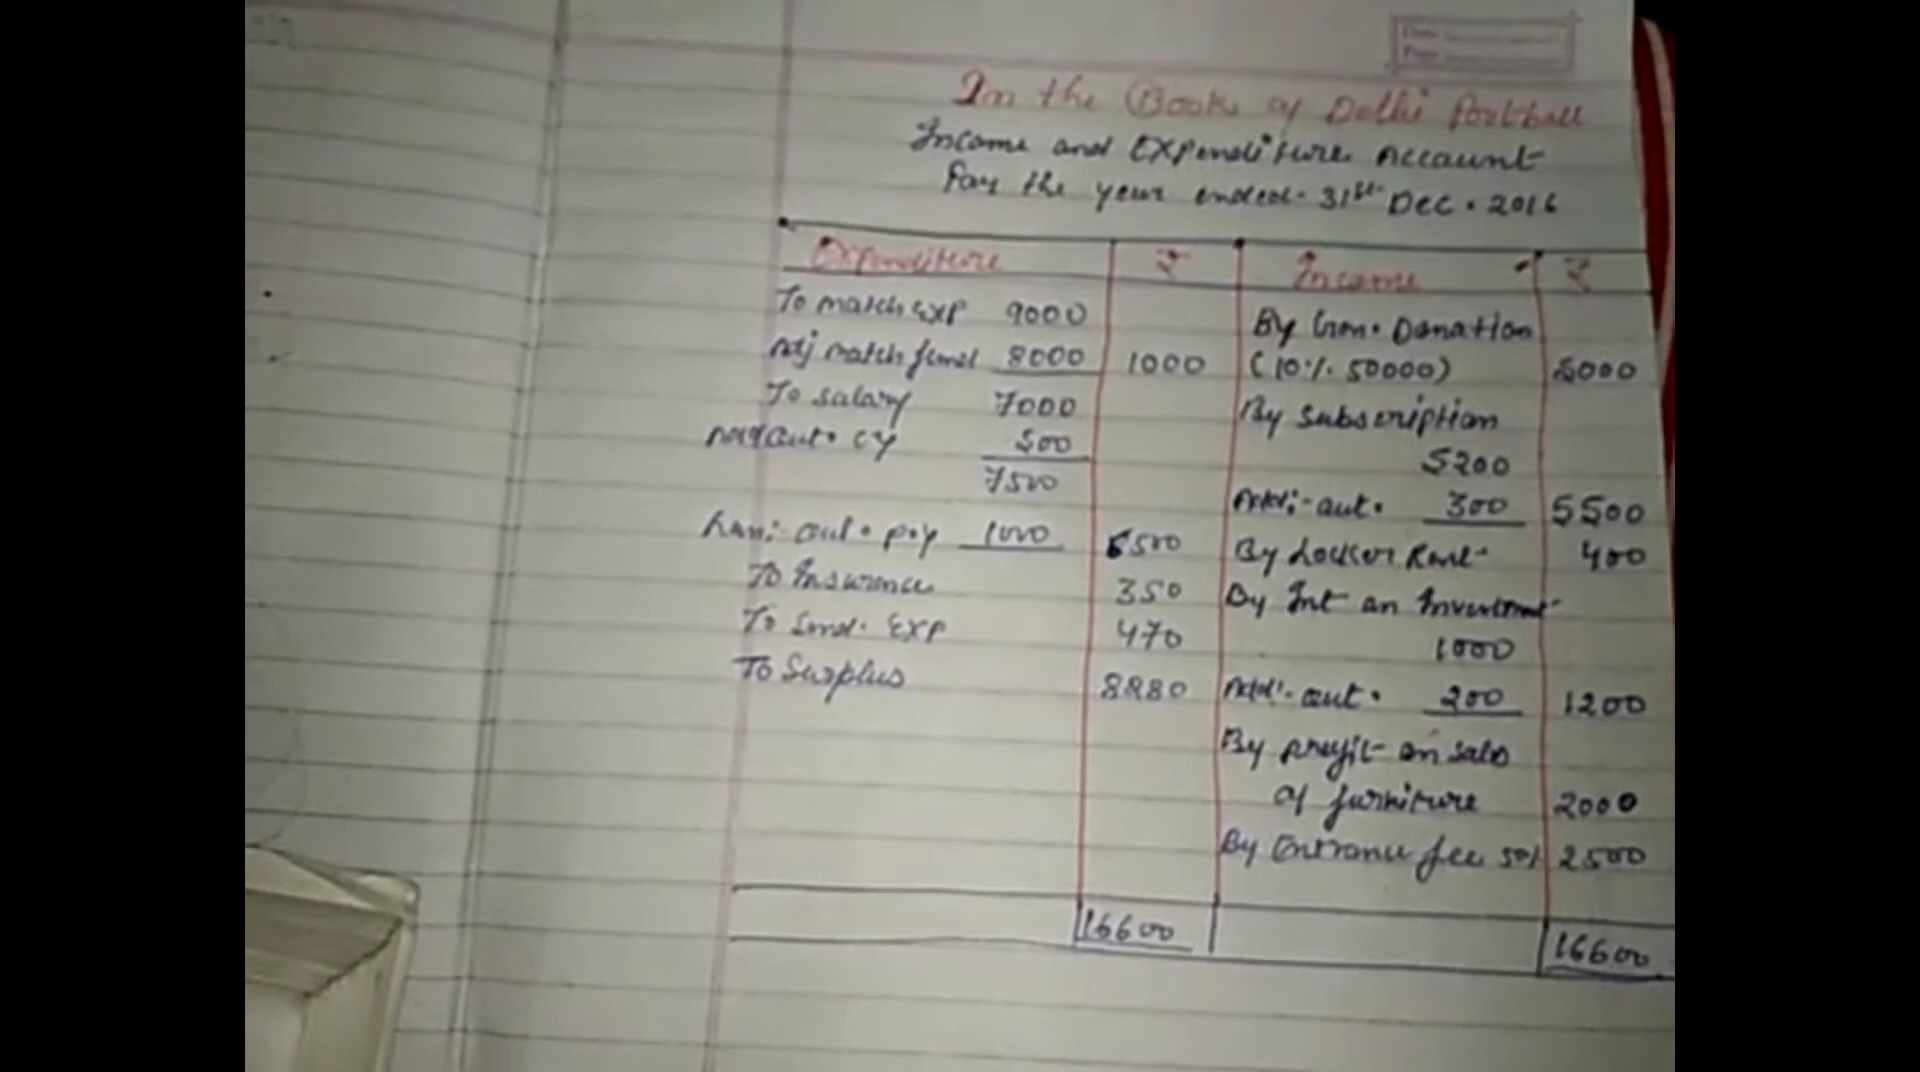 Date
Page
In the Books of Delhi football
Income and Expenditure Account
for the year ended 31st Dec. 2016
Expenditure ₹ Income ₹
To match exp 9000
By Gen. Donation
Adj match fund 8000 1000
(10% 50000) 5000
To salary 7000
By subscription
Add out. cy 500
5200
7500
Add:- out. 300 5500
Less: out. p.y 1000 6500
By Locker Rent 400
To Insurance 350
By Int on Investment
To Sund. Exp 470
1000
To Surplus 8880
Add:- out. 200 1200
By profit on sale
of furniture 2000
By Entrance fee 50% 2500
16600 16600